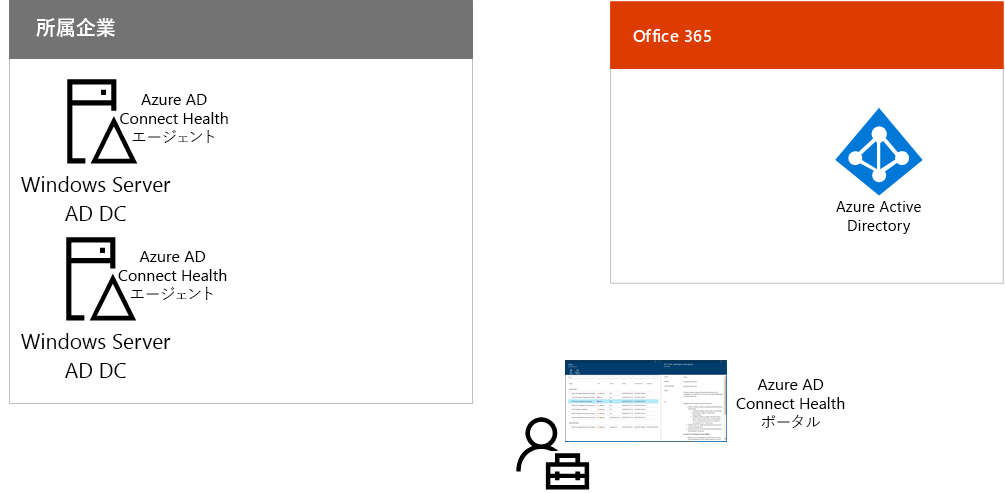 所属企業
Azure AD
Connect Health
エージェント
Windows Server
AD DC
Azure AD
Connect Health
エージェント
Windows Server
AD DC
Office 365
Azure Active
Directory
Azure AD
Connect Health
ポータル